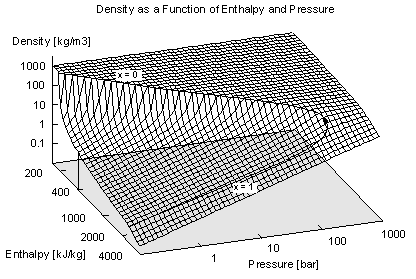 Density as a Function of Enthalpy and Pressure
Density [kg/m3]
1000
100
10
1
0.1
x = 0
x = 1
200
400
1000
2000
4000
Enthalpy [kJ/kg]
1
10
100
1000
Pressure [bar]